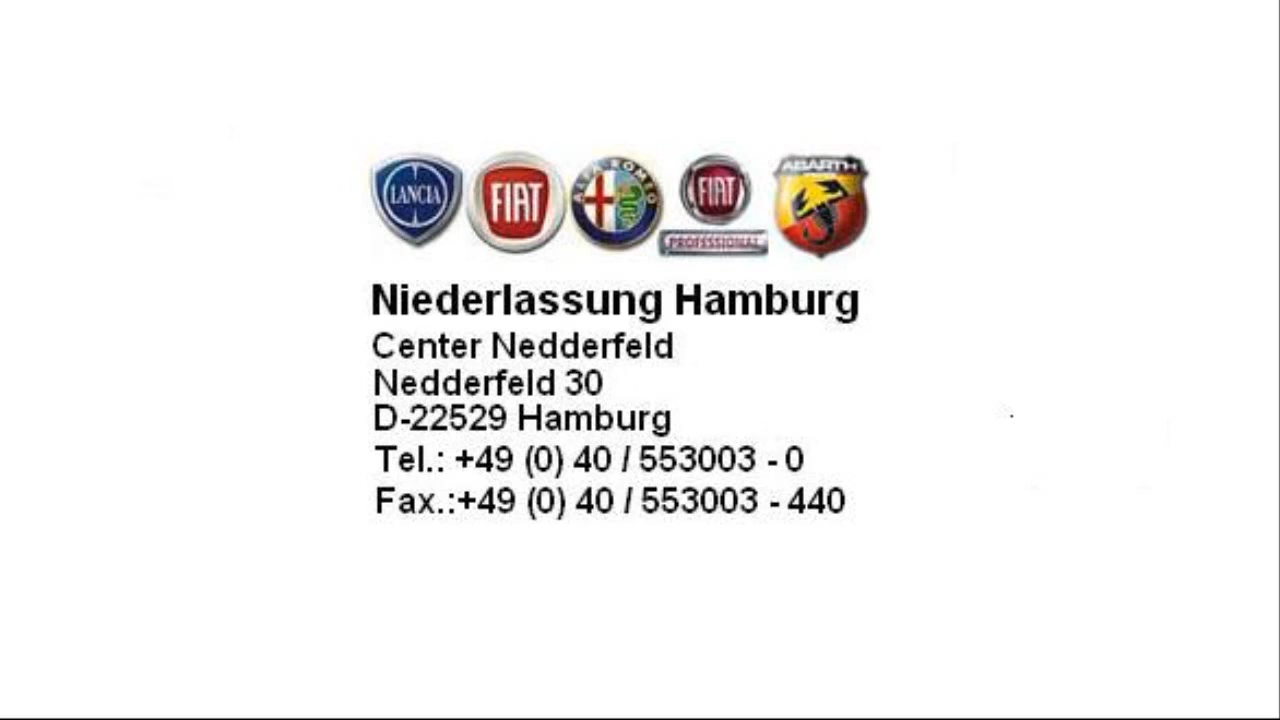 LANCIA FIAT ALFA ROMEO FIAT ABARTH
PROFESSIONAL
Niederlassung Hamburg
Center Nedderfeld
Nedderfeld 30
D-22529 Hamburg
Tel.: +49 (0) 40 / 553003 - 0
Fax.:+49 (0) 40 / 553003 - 440